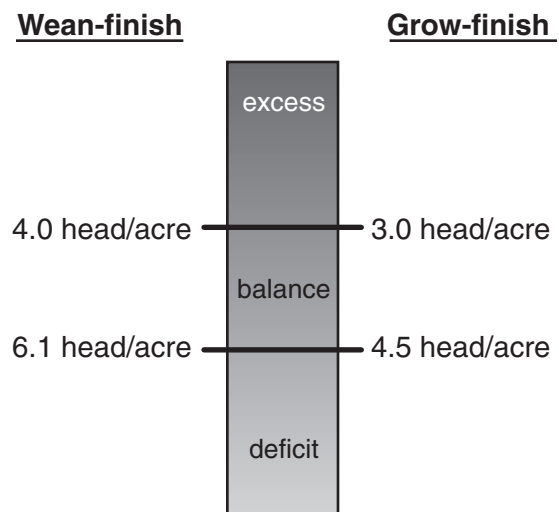 Wean-finish
Grow-finish
excess
4.0 head/acre
3.0 head/acre
balance
6.1 head/acre
4.5 head/acre
deficit